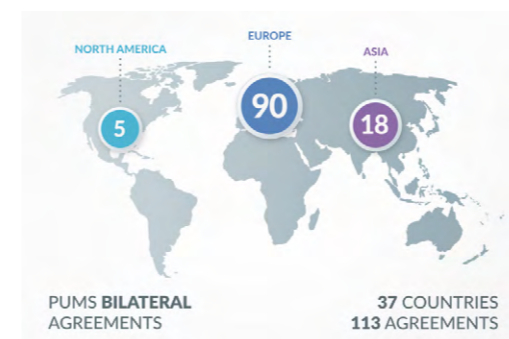 EUROPE
NORTH AMERICA
ASIA
90
5
18
PUMS BILATERAL
AGREEMENTS
37 COUNTRIES
113 AGREEMENTS